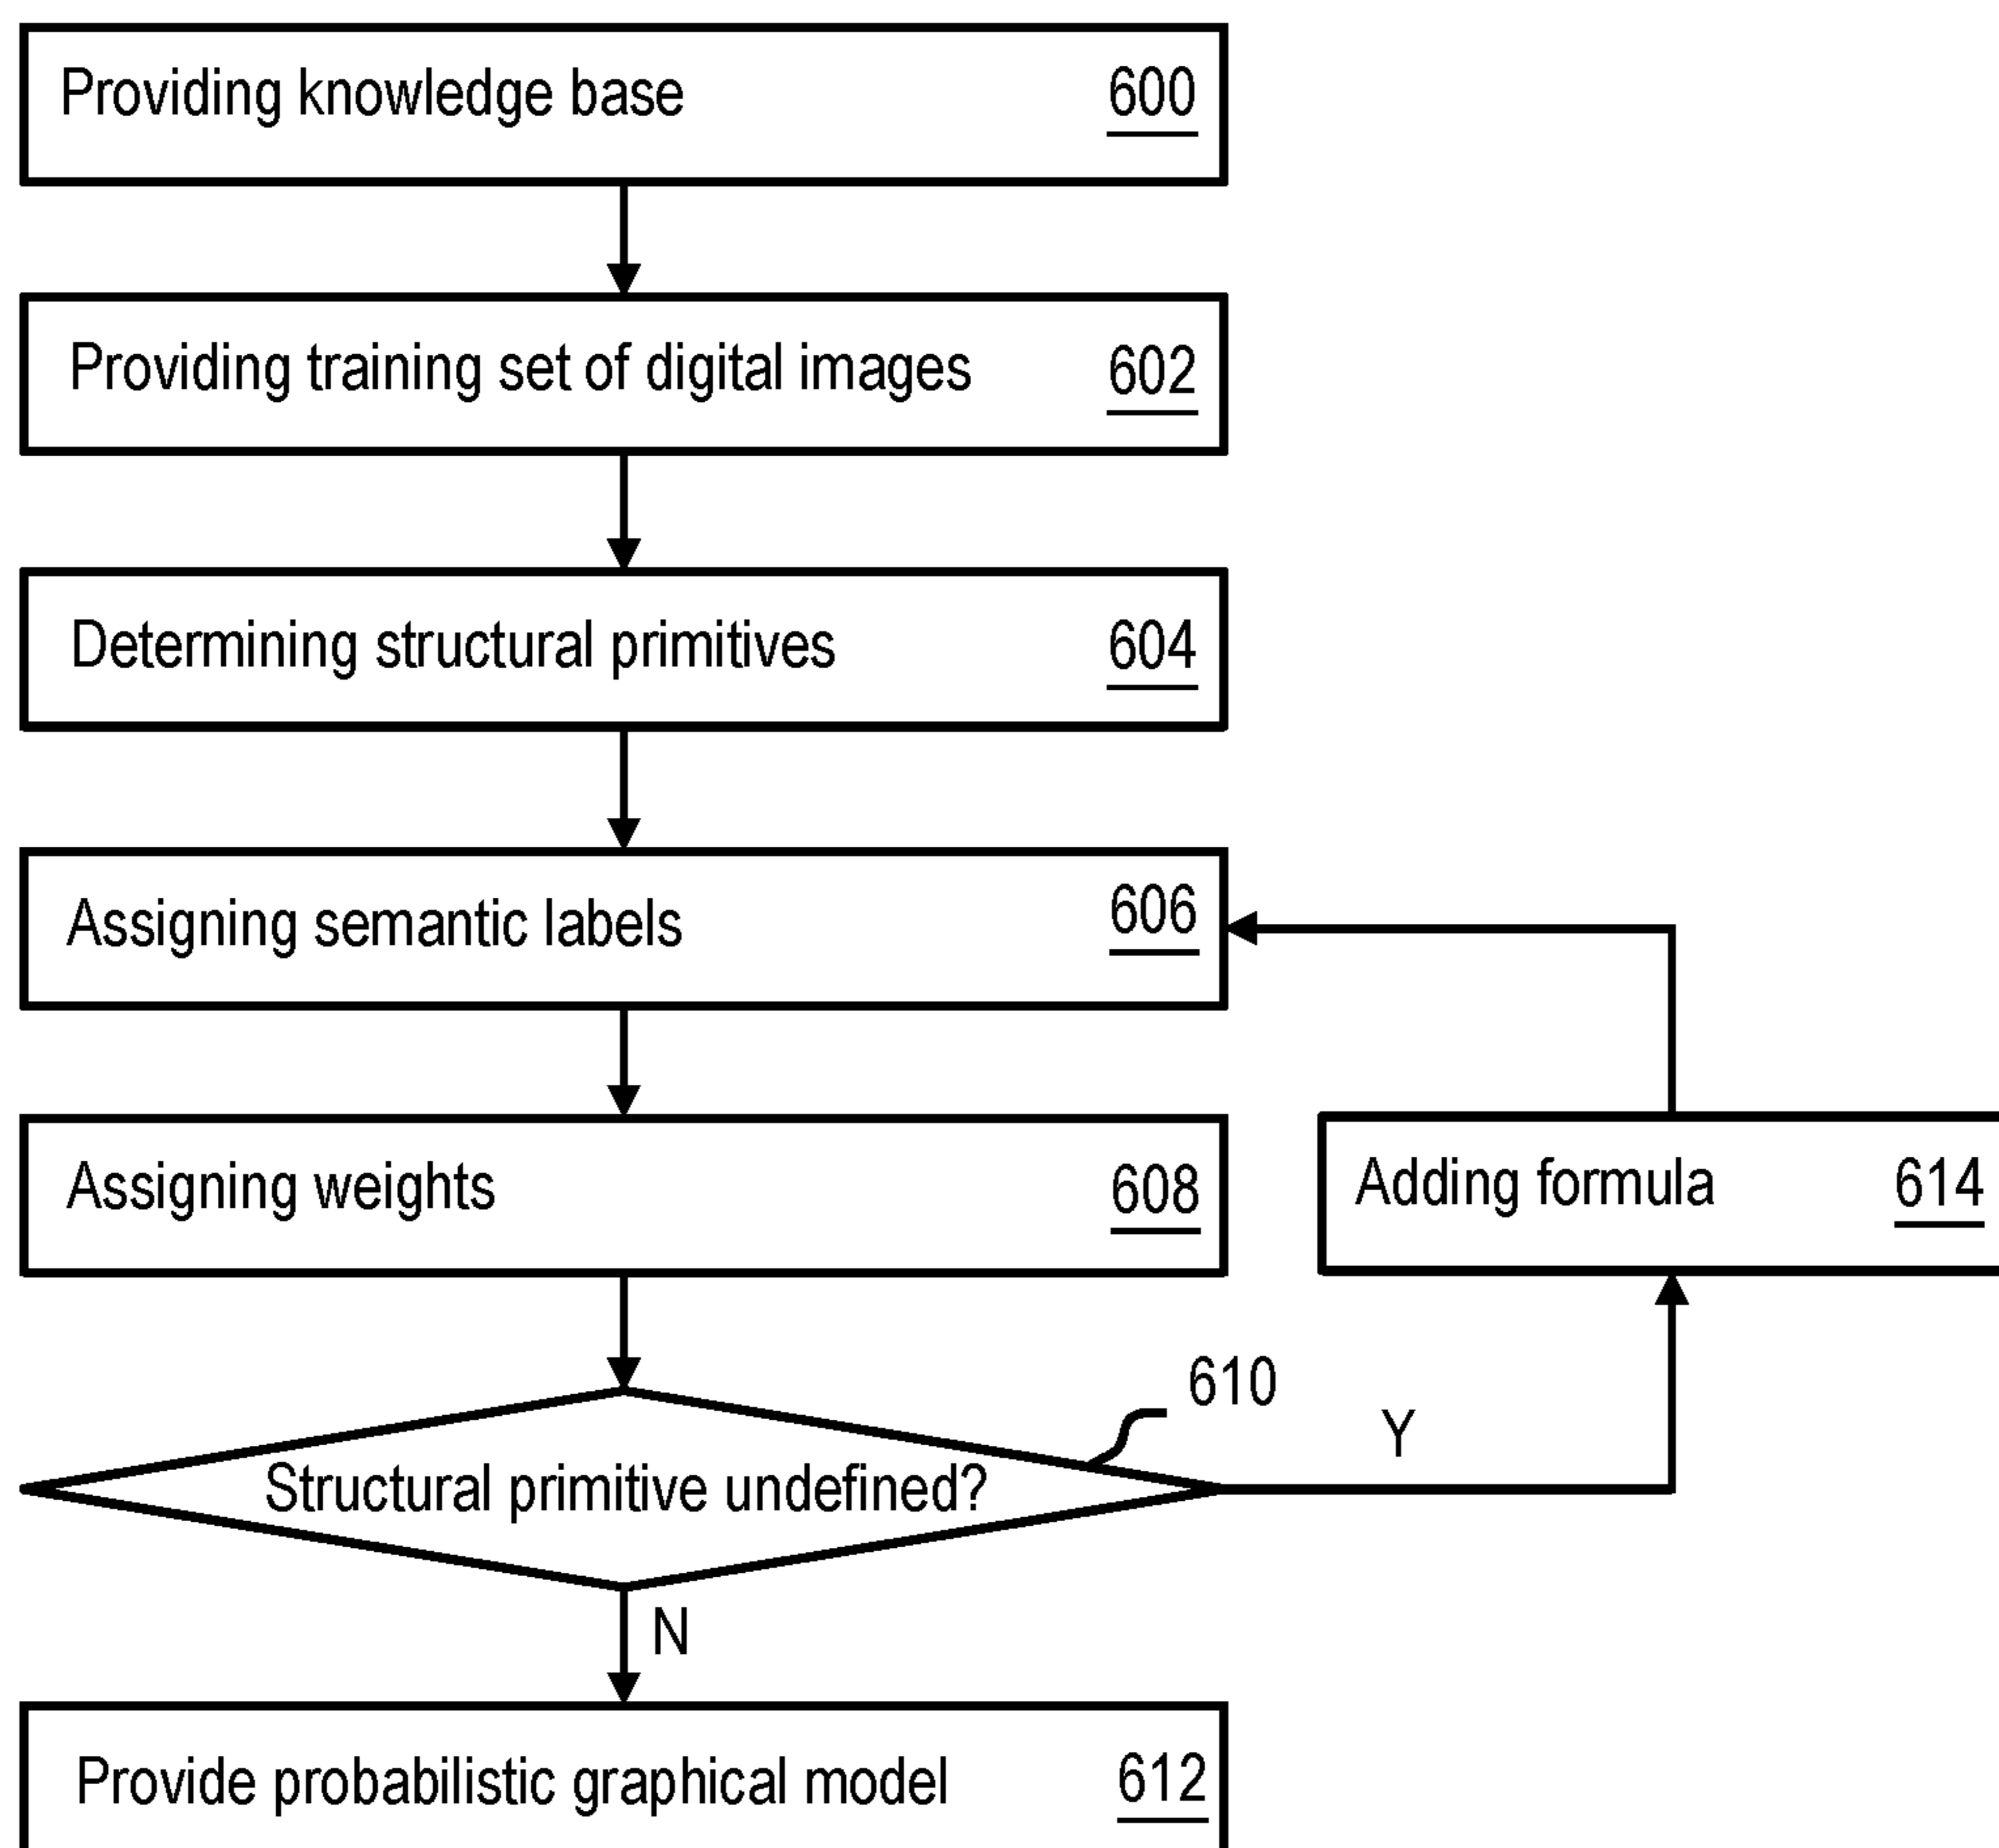 Providing knowledge base 600
Providing training set of digital images 602
Determining structural primitives 604
Assigning semantic labels 606
Assigning weights 608
Adding formula 614
610
Y
Structural primitive undefined?
N
Provide probabilistic graphical model 612